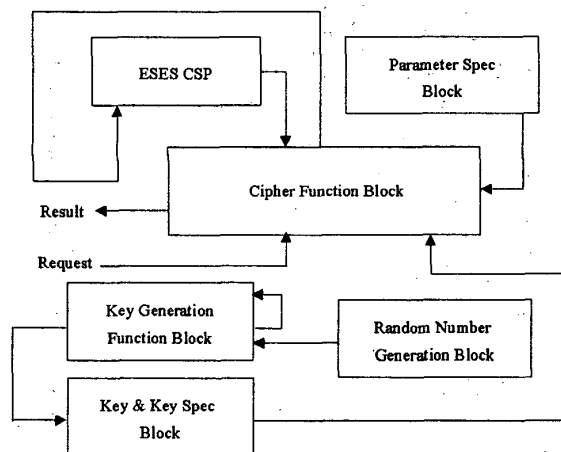 ESES CSP
Parameter Spec
Block
Cipher Function Block
Result
Request
Key Generation
Function Block
Random Number
Generation Block
Key & Key Spec
Block